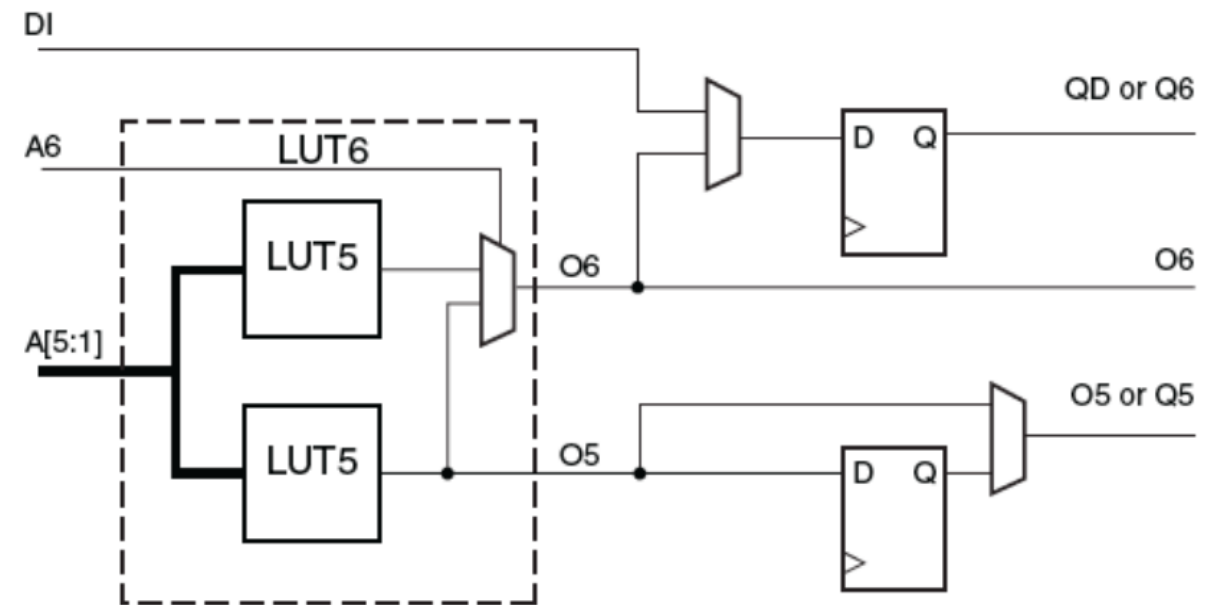 DI
QD or Q6
A6
LUT6
D Q
LUT5
O6
O6
A[5:1]
O5 or Q5
LUT5
O5
D Q